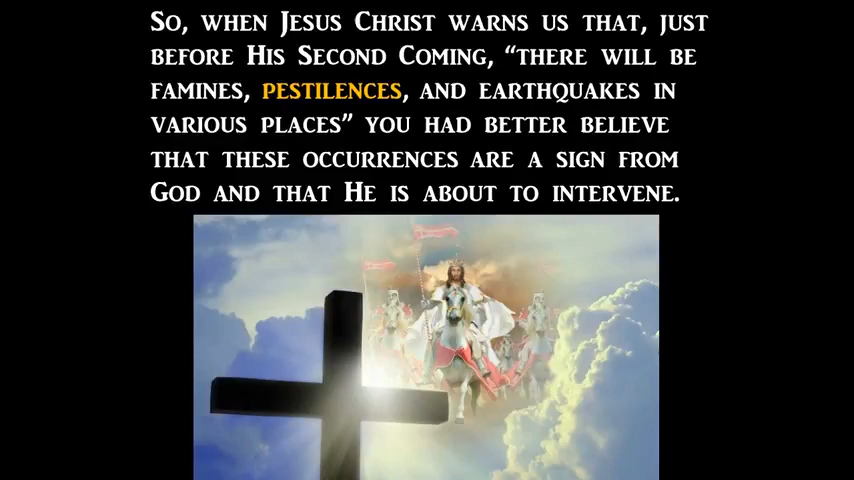 So, when Jesus Christ warns us that, just
before His Second Coming, “there will be
famines, pestilences, and earthquakes in
various places” you had better believe
that these occurrences are a sign from
God and that He is about to intervene.